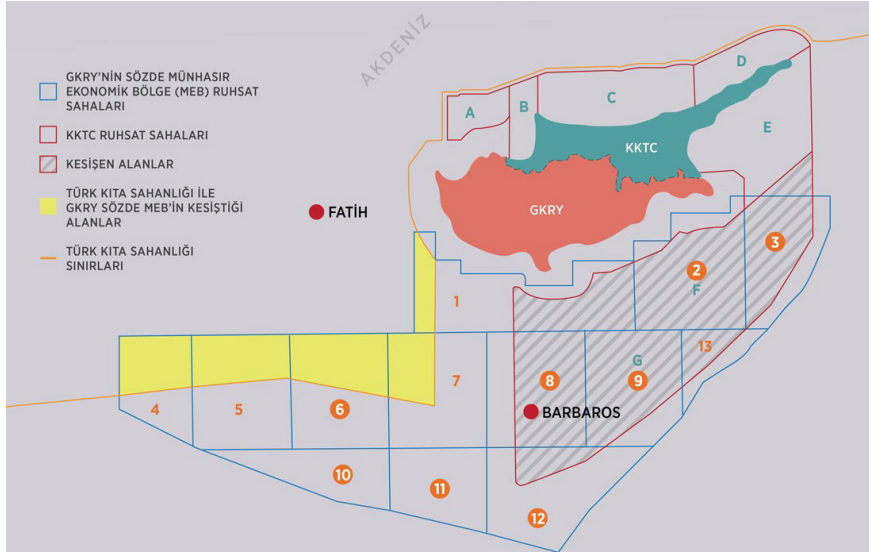 AKDENİZ
GKRY'NİN SÖZDE MÜNHASIR
EKONOMİK BÖLGE (MEB) RUHSAT
SAHALARI
KKTC RUHSAT SAHALARI
KESİŞEN ALANLAR
TÜRK KITA SAHANLIĞI İLE
GKRY SÖZDE MEB'İN KESİŞTİĞİ
ALANLAR
TÜRK KITA SAHANLIĞI
SINIRLARI
FATİH
A
B
C
D
E
KKTC
GKRY
F
G
1
2
3
4
5
6
7
8
9
13
BARBAROS
10
11
12